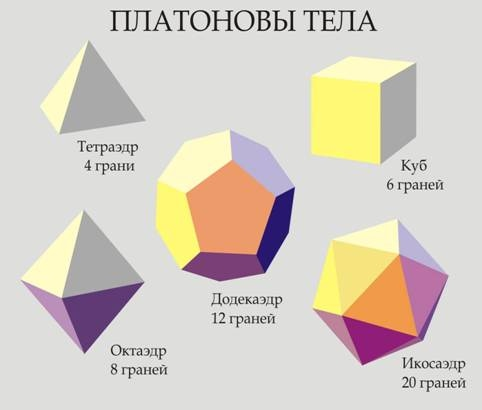 ПЛАТОНОВЫ ТЕЛА
Тетраэдр
4 грани
Куб
6 граней
Додекаэдр
12 граней
Октаэдр
8 граней
Икосаэдр
20 граней